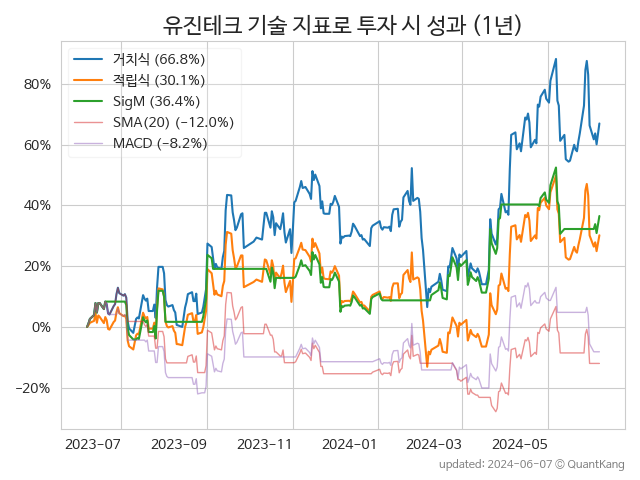 유진테크 기술 지표로 투자 시 성과 (1년)
거치식 (66.8%)
적립식 (30.1%)
SigM (36.4%)
SMA(20) (−12.0%)
MACD (−8.2%)
80%
60%
40%
20%
0%
−20%
2023−07
2023−09
2023−11
2024−01
2024−03
2024−05
updated: 2024-06-07 © QuantKang